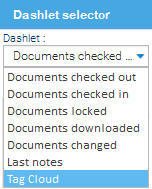 Dashlet selector
Dashlet :
Documents checked ...
Documents checked out
Documents checked in
Documents locked
Documents downloaded
Documents changed
Last notes
Tag Cloud